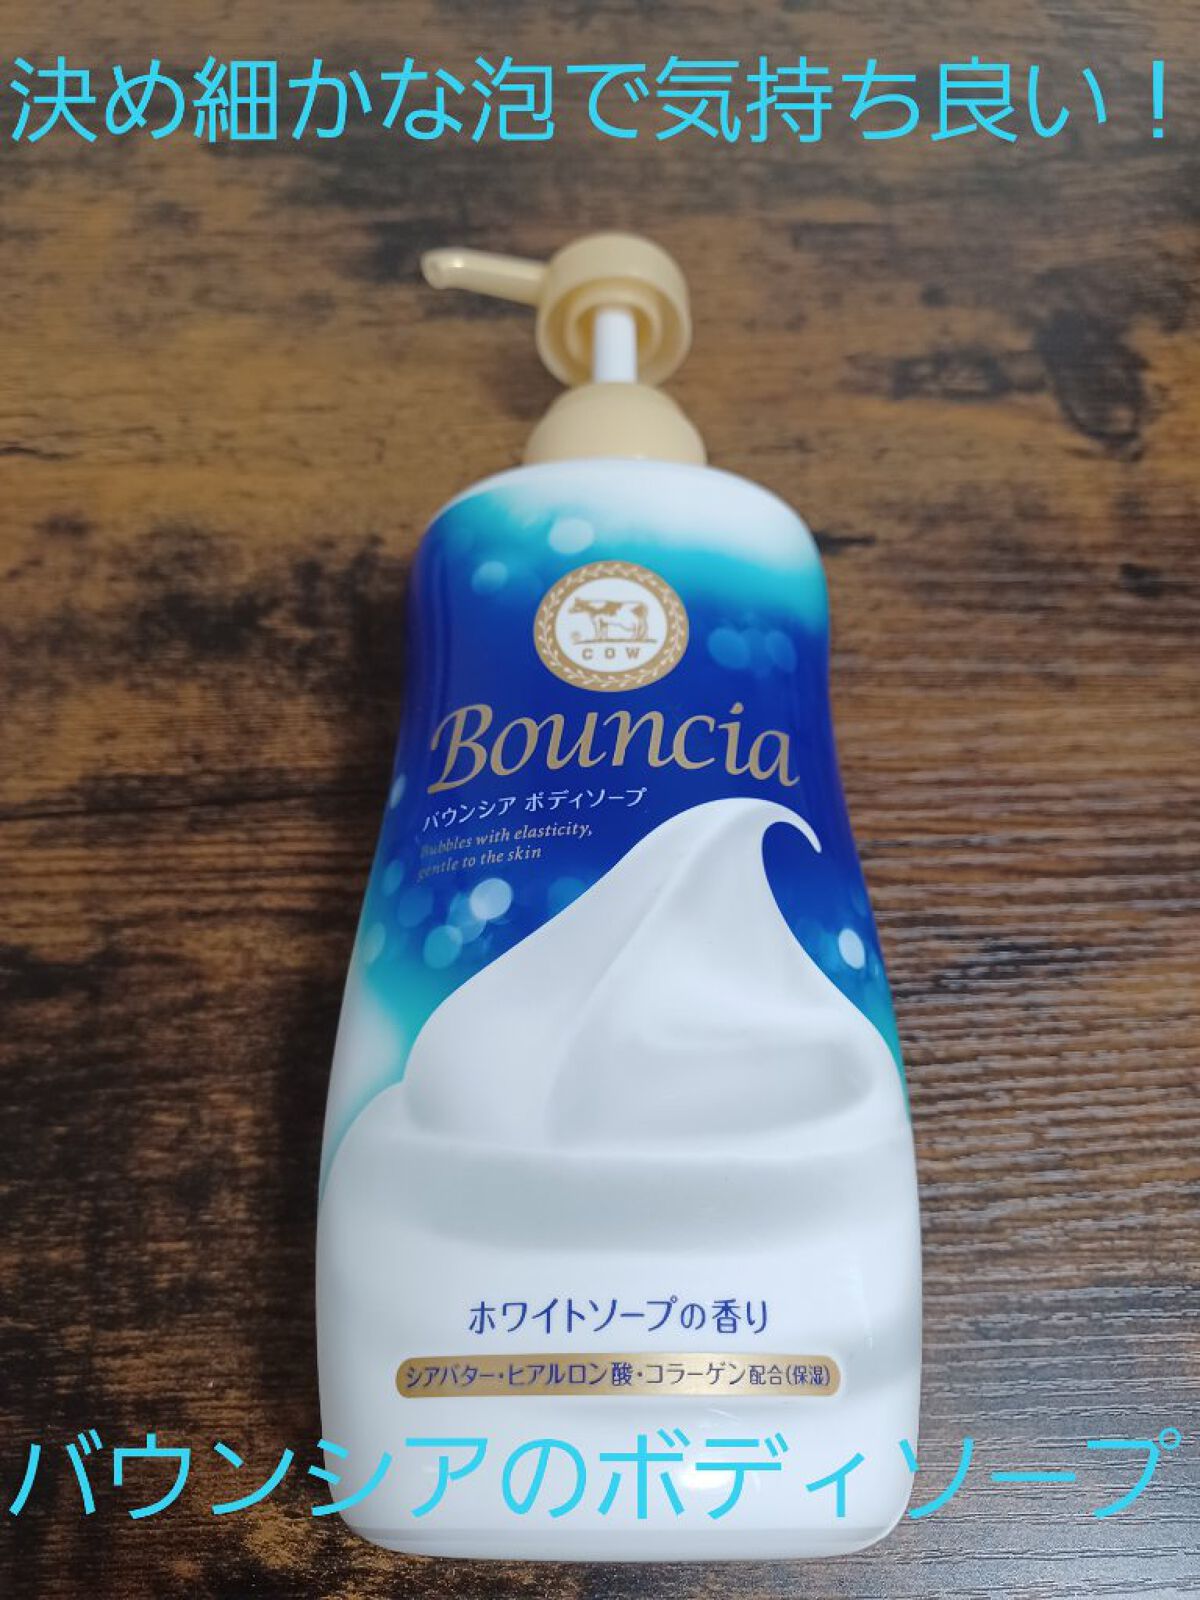 決め細かな泡で気持ち良い！
COW
Bouncia
バウンシア ボディソープ
Bubbles with elasticity,
gentle to the skin
ホワイトソープの香り
シアバター・ヒアルロン酸・コラーゲン配合(保湿)
バウンシアのボディソープ